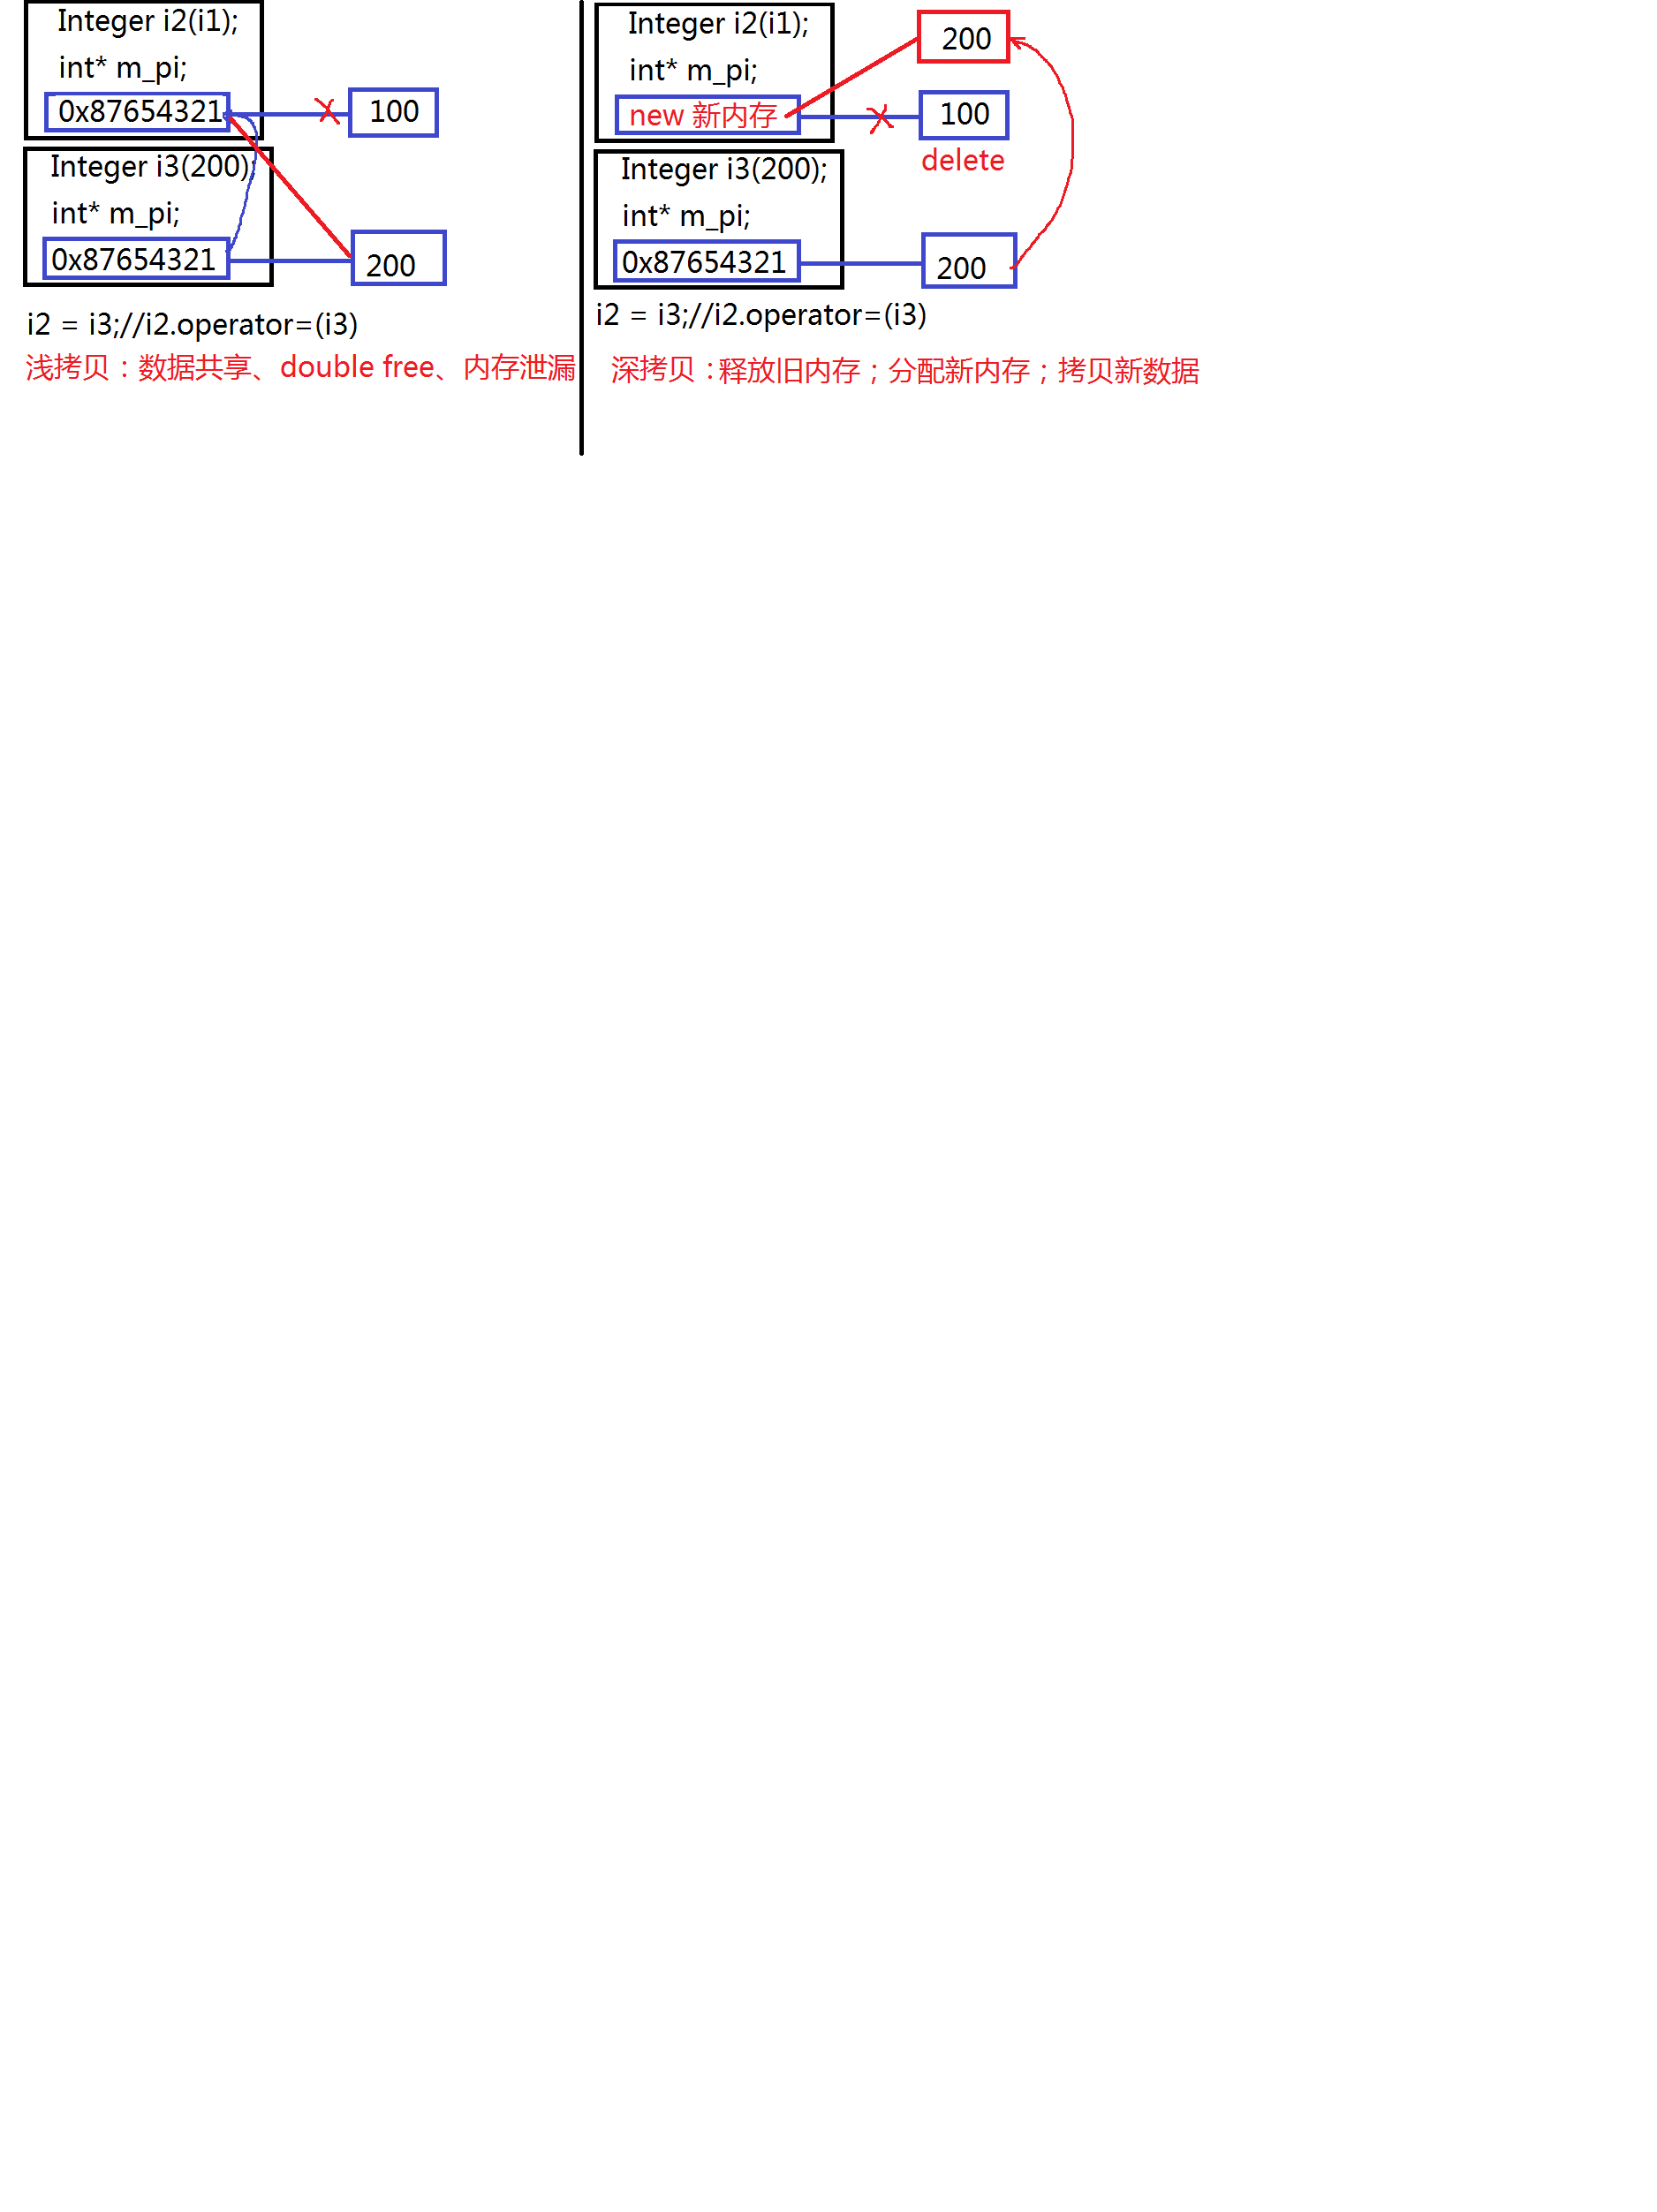 Integer i2(i1);
int* m_pi;
0x87654321
100
Integer i3(200)
int* m_pi;
0x87654321
200
i2 = i3;//i2.operator=(i3)
浅拷贝：数据共享、double free、内存泄漏
Integer i2(i1);
int* m_pi;
new 新内存
200
100
delete
Integer i3(200);
int* m_pi;
0x87654321
200
i2 = i3;//i2.operator=(i3)
深拷贝：释放旧内存；分配新内存；拷贝新数据